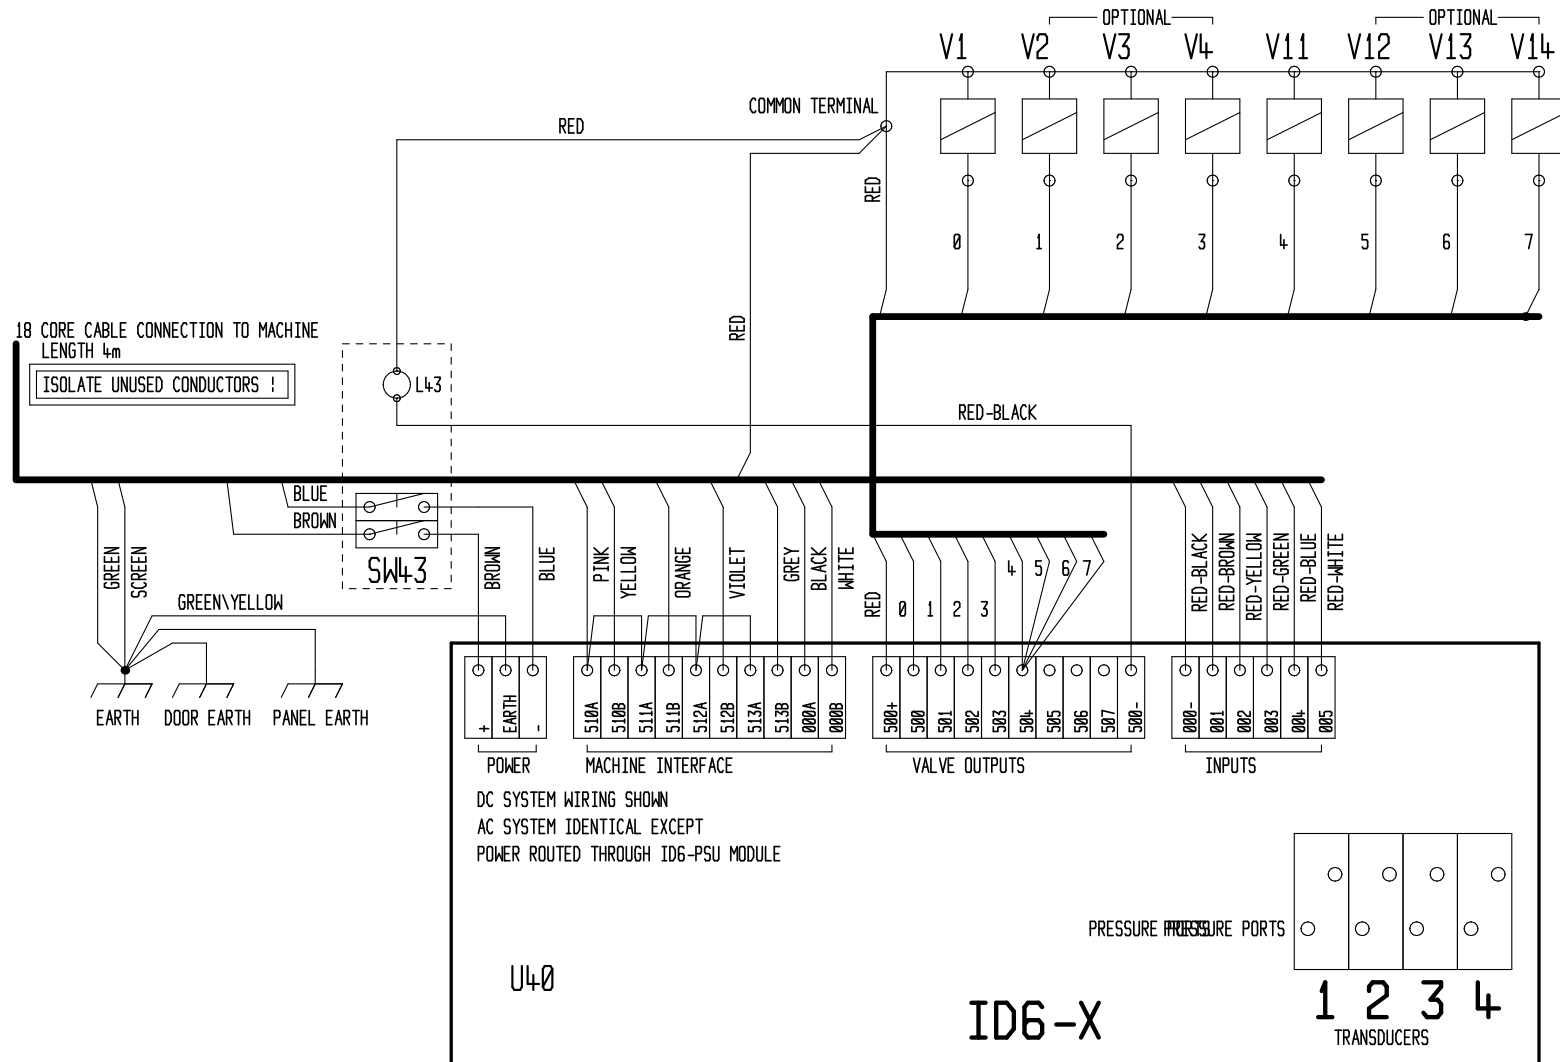 OPTIONAL OPTIONAL
V1 V2 V3 V4 V11 V12 V13 V14
COMMON TERMINAL
RED
RED
0 1 2 3 4 5 6 7
RED
18 CORE CABLE CONNECTION TO MACHINE
LENGTH 4m
ISOLATE UNUSED CONDUCTORS !
L43
RED-BLACK
BLUE
BROWN
SW43
GREEN
SCREEN
GREEN\YELLOW
BROWN
BLUE
PINK
YELLOW
ORANGE
VIOLET
GREY
BLACK
WHITE
RED
0 1 2 3 4 5 6 7
RED-BLACK
RED-BROWN
RED-YELLOW
RED-GREEN
RED-BLUE
RED-WHITE
EARTH DOOR EARTH PANEL EARTH
+
EARTH
-
510A
510B
511A
511B
512A
512B
513A
513B
000A
000B
500+
500
501
502
503
504
505
506
507
500-
000-
001
002
003
004
005
POWER MACHINE INTERFACE VALVE OUTPUTS INPUTS
DC SYSTEM WIRING SHOWN
AC SYSTEM IDENTICAL EXCEPT
POWER ROUTED THROUGH ID6-PSU MODULE
PRESSURE PORTS
PRESSURE PORTS
U40
ID6-X
1 2 3 4
TRANSDUCERS